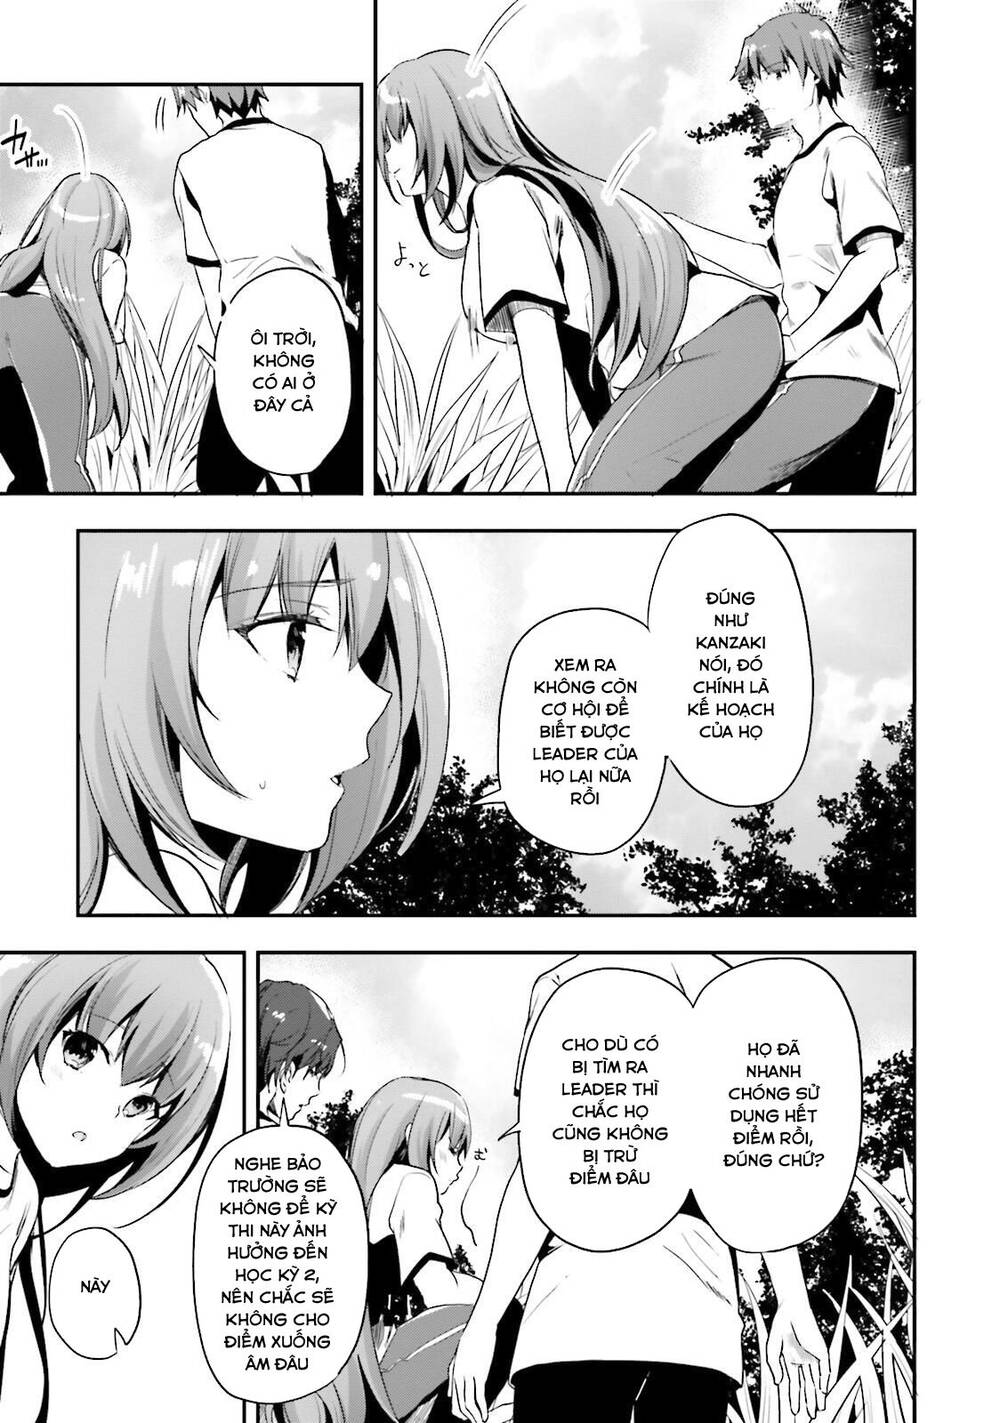 よっと
ガサ…
ÔI TRỜI,
KHÔNG
CÓ AI Ở
ĐÂY CẢ
ĐÚNG
NHƯ
KANZAKI
NÓI, ĐÓ
CHÍNH LÀ
KẾ HOẠCH
CỦA HỌ
XEM RA
KHÔNG CÒN
CƠ HỘI ĐỂ
BIẾT ĐƯỢC
LEADER CỦA
HỌ LẠI NỮA
RỒI
HỌ ĐÃ
NHANH
CHÓNG SỬ
DỤNG HẾT
ĐIỂM RỒI,
ĐÚNG CHỨ?
CHO DÙ CÓ
BỊ TÌM RA
LEADER THÌ
CHẮC HỌ
CŨNG KHÔNG
BỊ TRỪ
ĐIỂM ĐÂU
む
NGHE BẢO
TRƯỜNG SẼ
KHÔNG ĐỂ KỲ
THI NÀY ẢNH
HƯỞNG ĐẾN
HỌC KỲ 2,
NÊN CHẮC SẼ
KHÔNG CHO
ĐIỂM XUỐNG
ÂM ĐÂU
NÀY